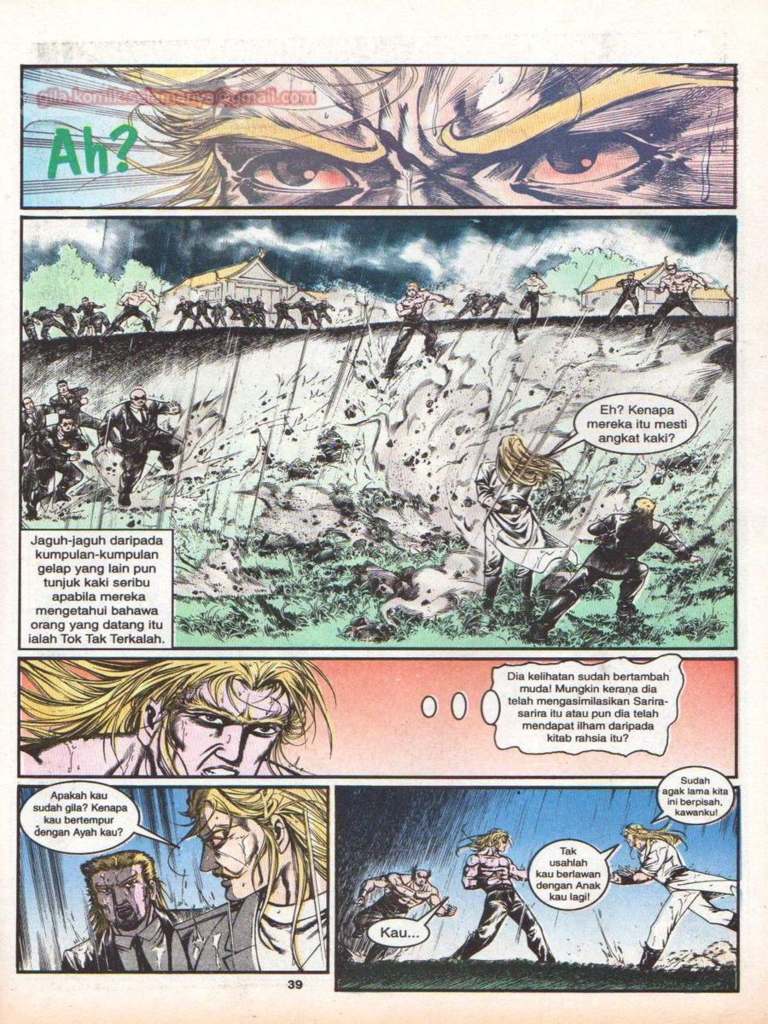 Ah?
Eh? Kenapa
mereka itu mesti
angkat kaki?
Jaguh-jaguh daripada
kumpulan-kumpulan
gelap yang lain pun
tunjuk kaki seribu
apabila mereka
mengetahui bahawa
orang yang datang itu
ialah Tok Tak Terkalah.
Dia kelihatan sudah bertambah
muda! Mungkin kerana dia
telah mengasimilasikan Sarira-
sarira itu atau pun dia telah
mendapat ilham daripada
kitab rahsia itu?
Apakah kau
sudah gila? Kenapa
kau bertempur
dengan Ayah kau?
Sudah
agak lama kita
ini berpisah,
kawanku!
Tak
usahlah
kau berlawan
dengan Anak
kau lagi!
Kau...
39